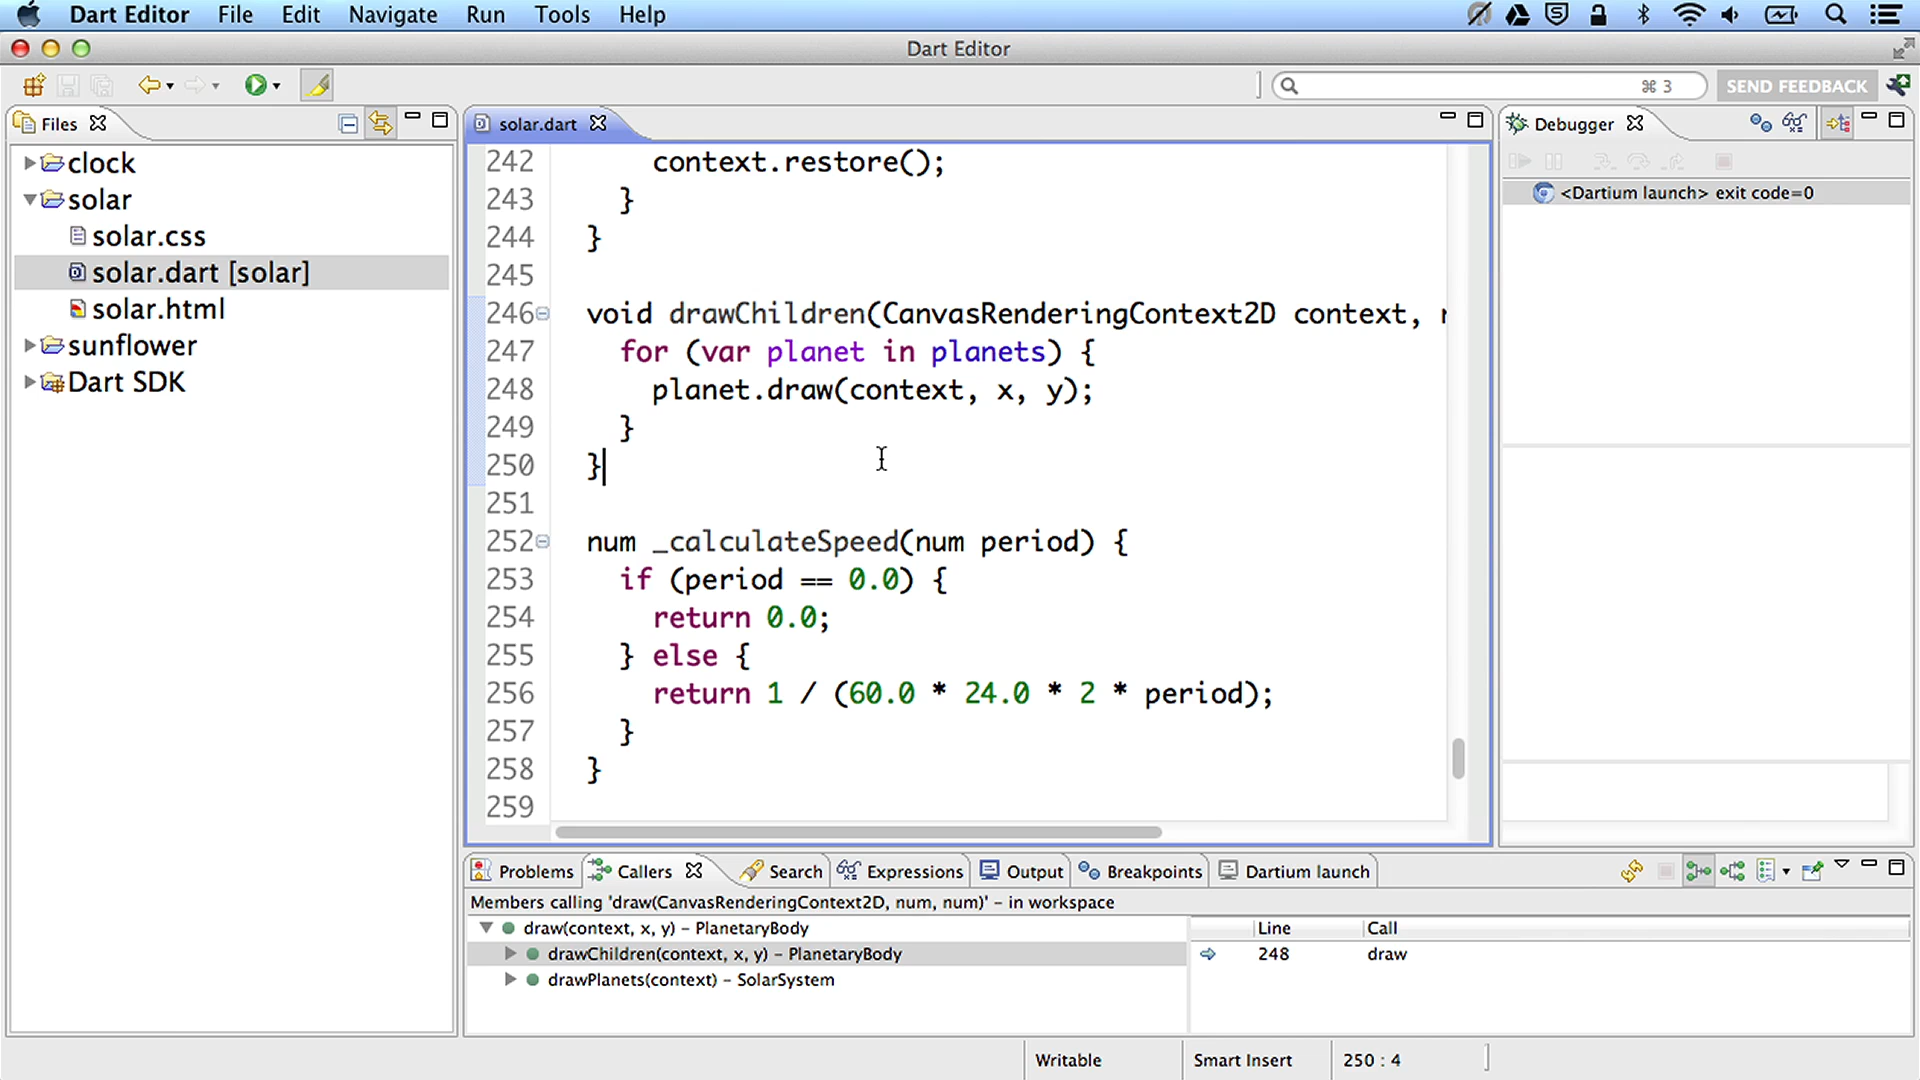 Dart Editor File Edit Navigate Run Tools Help
Dart Editor
⌘ 3 SEND FEEDBACK
Files
clock
solar
solar.css
solar.dart [solar]
solar.html
sunflower
Dart SDK
solar.dart
242 context.restore();
243 }
244 }
245
246 void drawChildren(CanvasRenderingContext2D context,
247 for (var planet in planets) {
248 planet.draw(context, x, y);
249 }
250 }
251
252 num _calculateSpeed(num period) {
253 if (period == 0.0) {
254 return 0.0;
255 } else {
256 return 1 / (60.0 * 24.0 * 2 * period);
257 }
258 }
259
Debugger
<Dartium launch> exit code=0
Problems Callers Search Expressions Output Breakpoints Dartium launch
Members calling 'draw(CanvasRenderingContext2D, num, num)' - in workspace
draw(context, x, y) - PlanetaryBody
drawChildren(context, x, y) - PlanetaryBody
drawPlanets(context) - SolarSystem
Line Call
248 draw
Writable Smart Insert 250 : 4